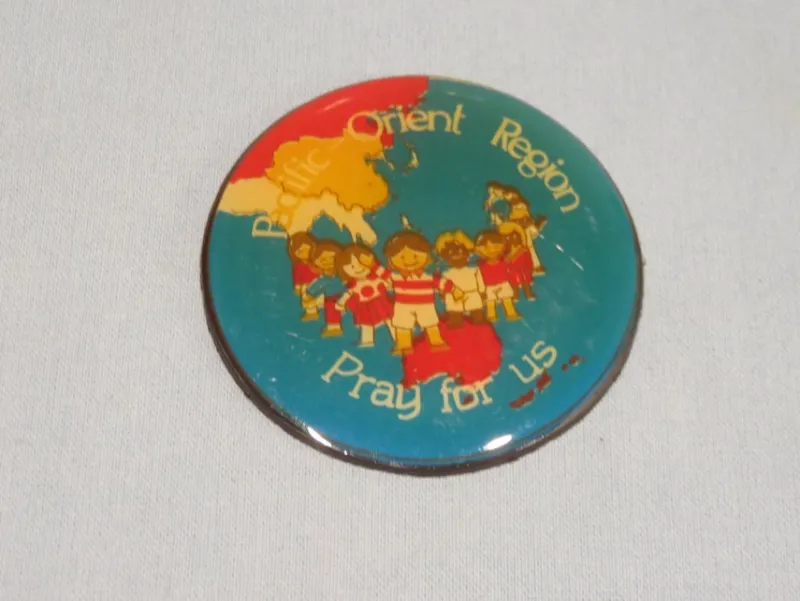 Pacific - Orient Region
Pray for us